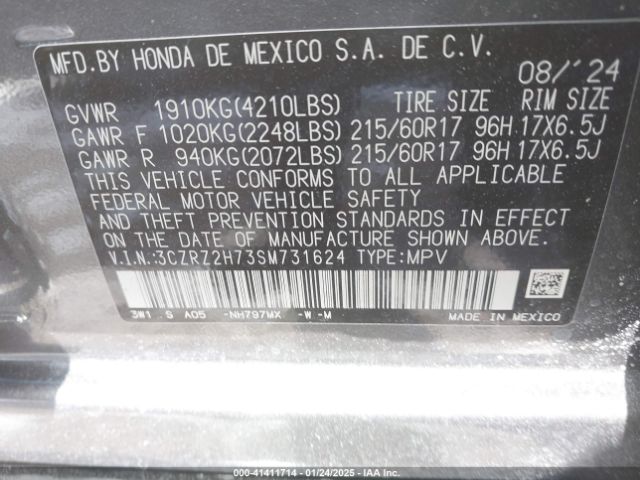 MFD.BY HONDA DE MEXICO S.A. DE C.V.
08/'24
GVWR 1910KG(4210LBS) TIRE SIZE RIM SIZE
GAWR F 1020KG(2248LBS) 215/60R17 96H 17X6.5J
GAWR R 940KG(2072LBS) 215/60R17 96H 17X6.5J
THIS VEHICLE CONFORMS TO ALL APPLICABLE
FEDERAL MOTOR VEHICLE SAFETY
AND THEFT PREVENTION STANDARDS IN EFFECT
ON THE DATE OF MANUFACTURE SHOWN ABOVE.
V.I.N.:3CZRZ2H73SM731624 TYPE:MPV
3W1 S A05 -NH797MX -W -M MADE IN MEXICO
000-41411714 - 01/24/2025 - IAA Inc.